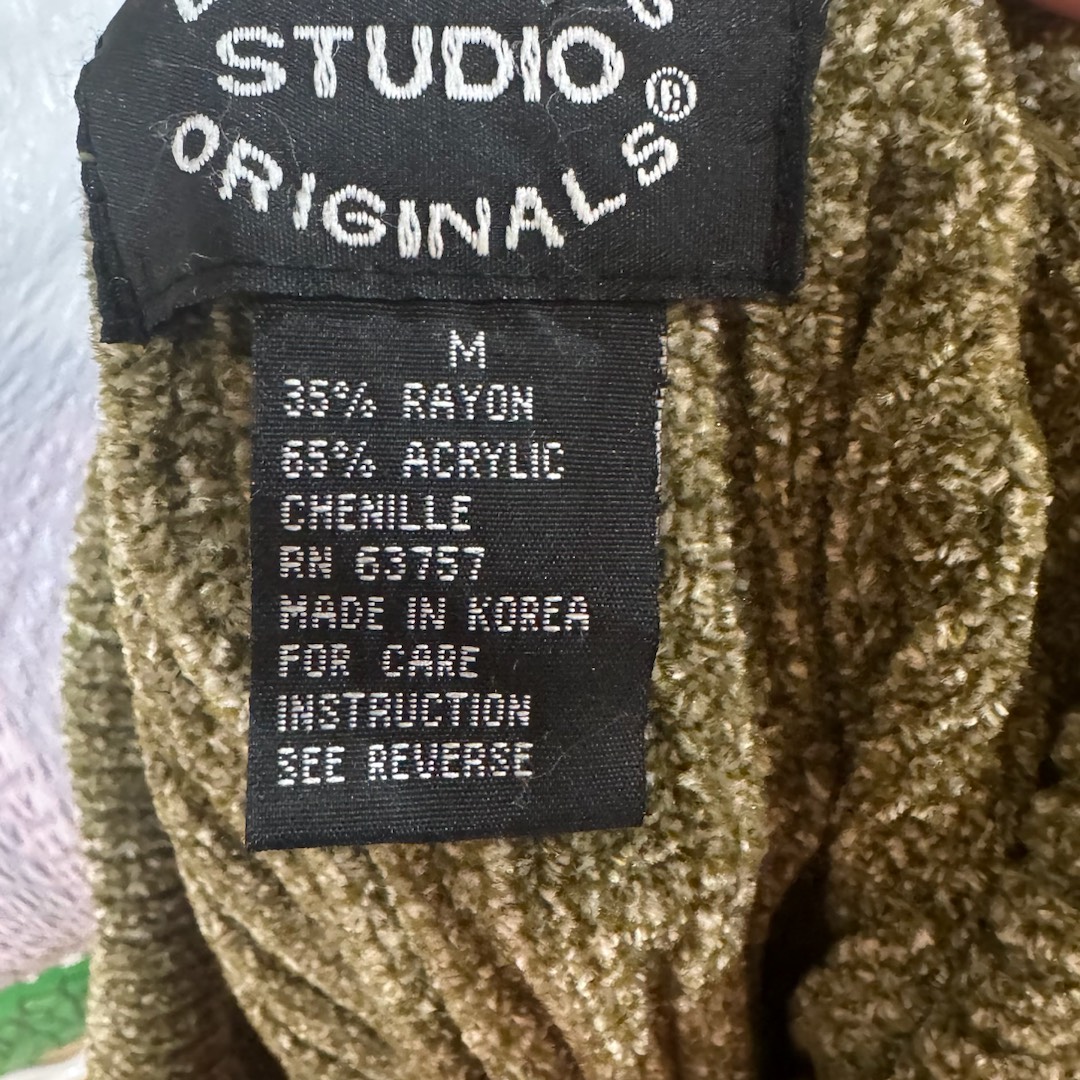 STUDIO
ORIGINALS®
M
35% RAYON
65% ACRYLIC
CHENILLE
RN 63757
MADE IN KOREA
FOR CARE
INSTRUCTION
SEE REVERSE